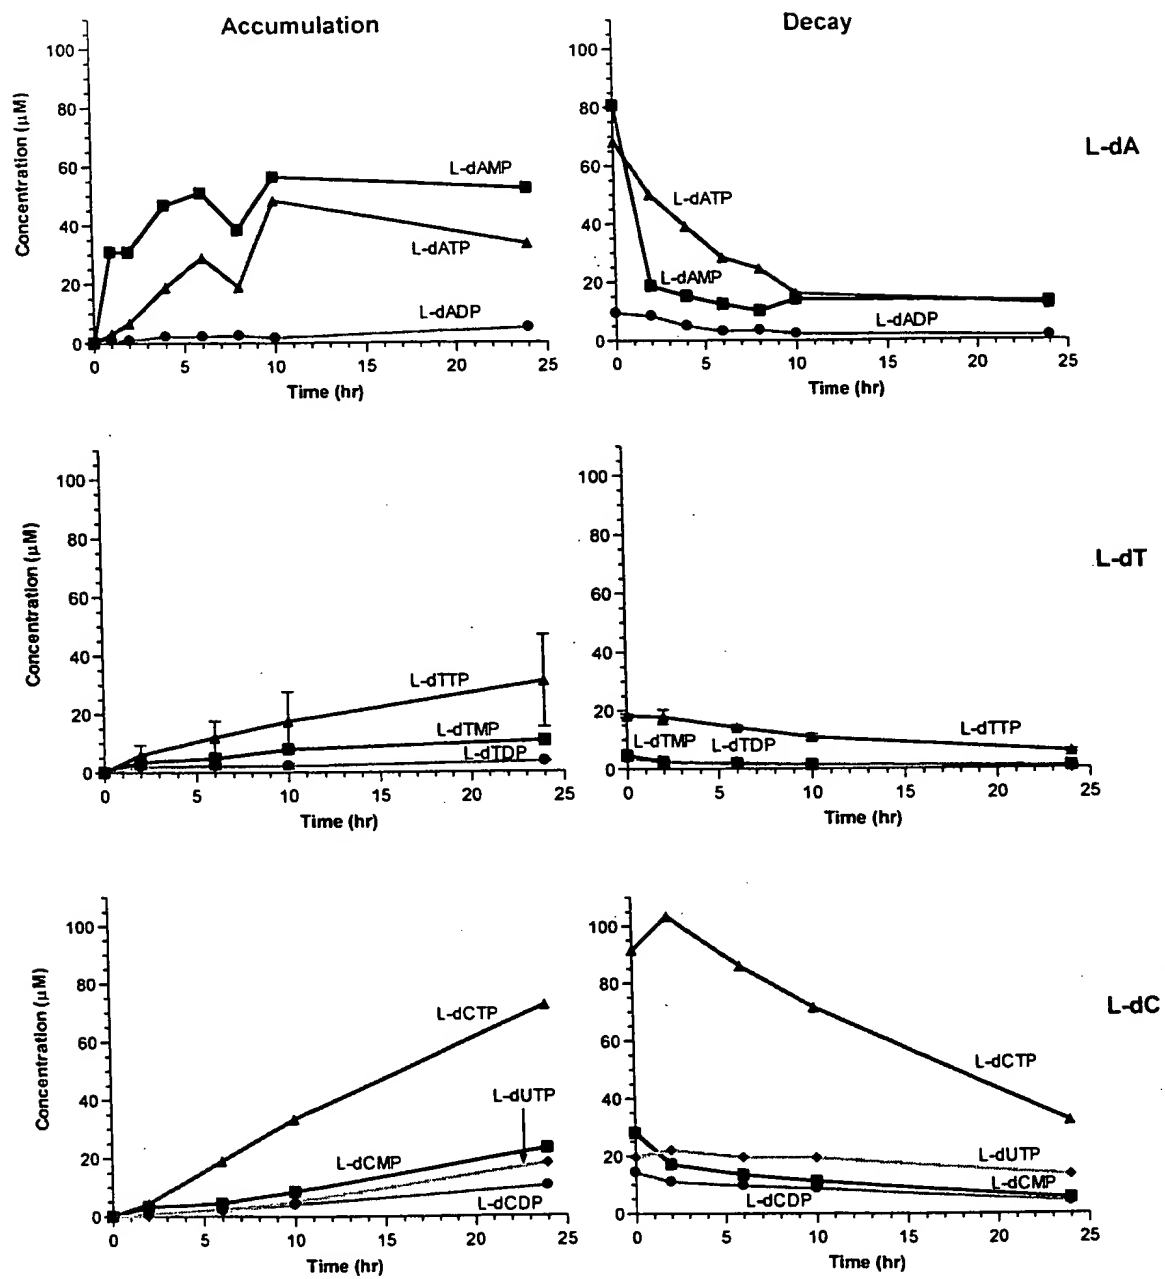 Accumulation
Decay
Concentration (μM)
100
80
60
40
20
0
L-dAMP
L-dATP
L-dADP
0 5 10 15 20 25
Time (hr)
100
80
60
40
20
0
L-dATP
L-dAMP
L-dADP
0 5 10 15 20 25
Time (hr)
L-dA
Concentration (μM)
100
80
60
40
20
0
L-dTTP
L-dTMP
L-dTDP
0 5 10 15 20 25
Time (hr)
100
80
60
40
20
0
L-dTMP
L-dTDP
L-dTTP
0 5 10 15 20 25
Time (hr)
L-dT
Concentration (μM)
100
80
60
40
20
0
L-dCTP
L-dUTP
L-dCMP
L-dCDP
0 5 10 15 20 25
Time (hr)
100
80
60
40
20
0
L-dCTP
L-dUTP
L-dCMP
L-dCDP
0 5 10 15 20 25
Time (hr)
L-dC